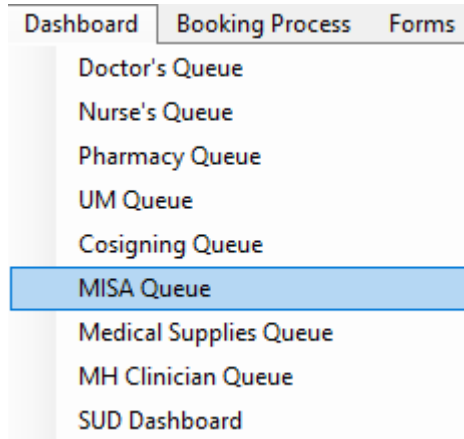 Dashboard Booking Process Forms
Doctor's Queue
Nurse's Queue
Pharmacy Queue
UM Queue
Cosigning Queue
MISA Queue
Medical Supplies Queue
MH Clinician Queue
SUD Dashboard